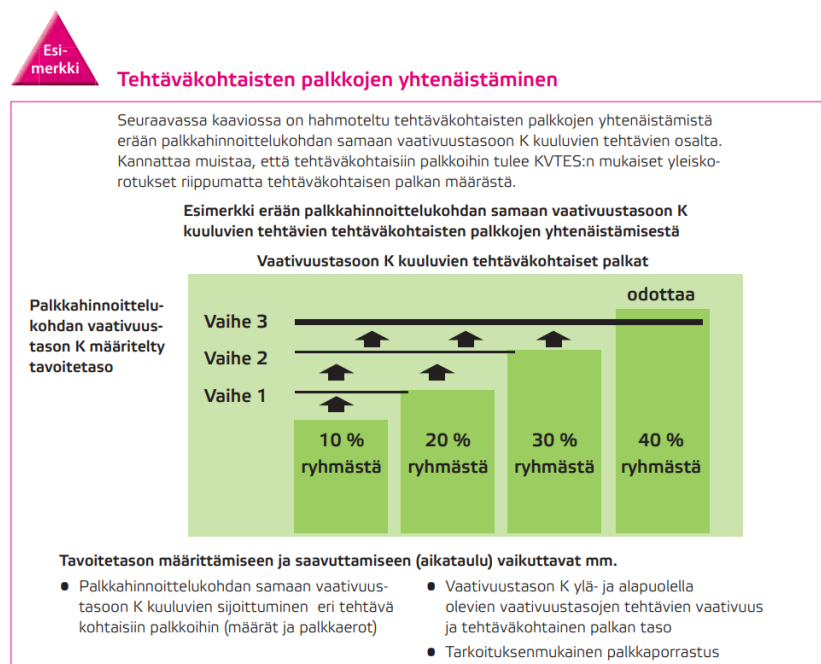 Esi-
merkki
Tehtäväkohtaisten palkkojen yhtenäistäminen
Seuraavassa kaaviossa on hahmoteltu tehtäväkohtaisten palkkojen yhtenäistämistä
erään palkkahinnoittelukohdan samaan vaativuustasoon K kuuluvien tehtävien osalta.
Kannattaa muistaa, että tehtäväkohtaisiin palkkoihin tulee KVTES:n mukaiset yleisko-
rotukset riippumatta tehtäväkohtaisen palkan määrästä.
Esimerkki erään palkkahinnoittelukohdan samaan vaativuustasoon K
kuuluvien tehtävien tehtäväkohtaisten palkkojen yhtenäistämisestä
Vaativuustasoon K kuuluvien tehtäväkohtaiset palkat
Palkkahinnoittelu-
kohdan vaativuus-
tason K määritelty
tavoitetaso
odottaa
Vaihe 3
Vaihe 2
Vaihe 1
10 %
ryhmästä
20 %
ryhmästä
30 %
ryhmästä
40 %
ryhmästä
Tavoitetason määrittämiseen ja saavuttamiseen (aikataulu) vaikuttavat mm.
• Palkkahinnoittelukohdan samaan vaativuus-
tasoon K kuuluvien sijoittuminen eri tehtävä
kohtaisiin palkkoihin (määrät ja palkkaerot)
• Vaativuustason K ylä- ja alapuolella
olevien vaativuustasojen tehtävien vaativuus
ja tehtäväkohtainen palkan taso
• Tarkoituksenmukainen palkkaporrastus